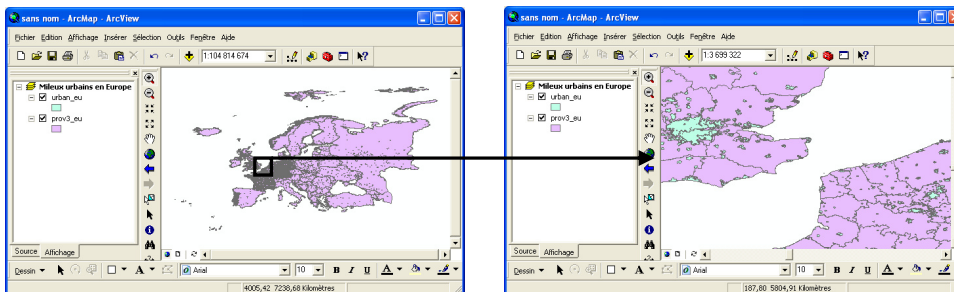 sans nom - ArcMap - ArcView
Fichier Edition Affichage Insérer Sélection Outils Fenêtre Aide
1:104 814 674
Mileux urbains en Europe
urban_eu
prov3_eu
Source Affichage
Dessin A Arial 10 B I U A
4005,42 7238,68 Kilomètres
sans nom - ArcMap - ArcView
Fichier Edition Affichage Insérer Sélection Outils Fenêtre Aide
1:3 699 322
Mileux urbains en Europe
urban_eu
prov3_eu
Source Affichage
Dessin A Arial 10 B I U A
187,80 5804,91 Kilomètres